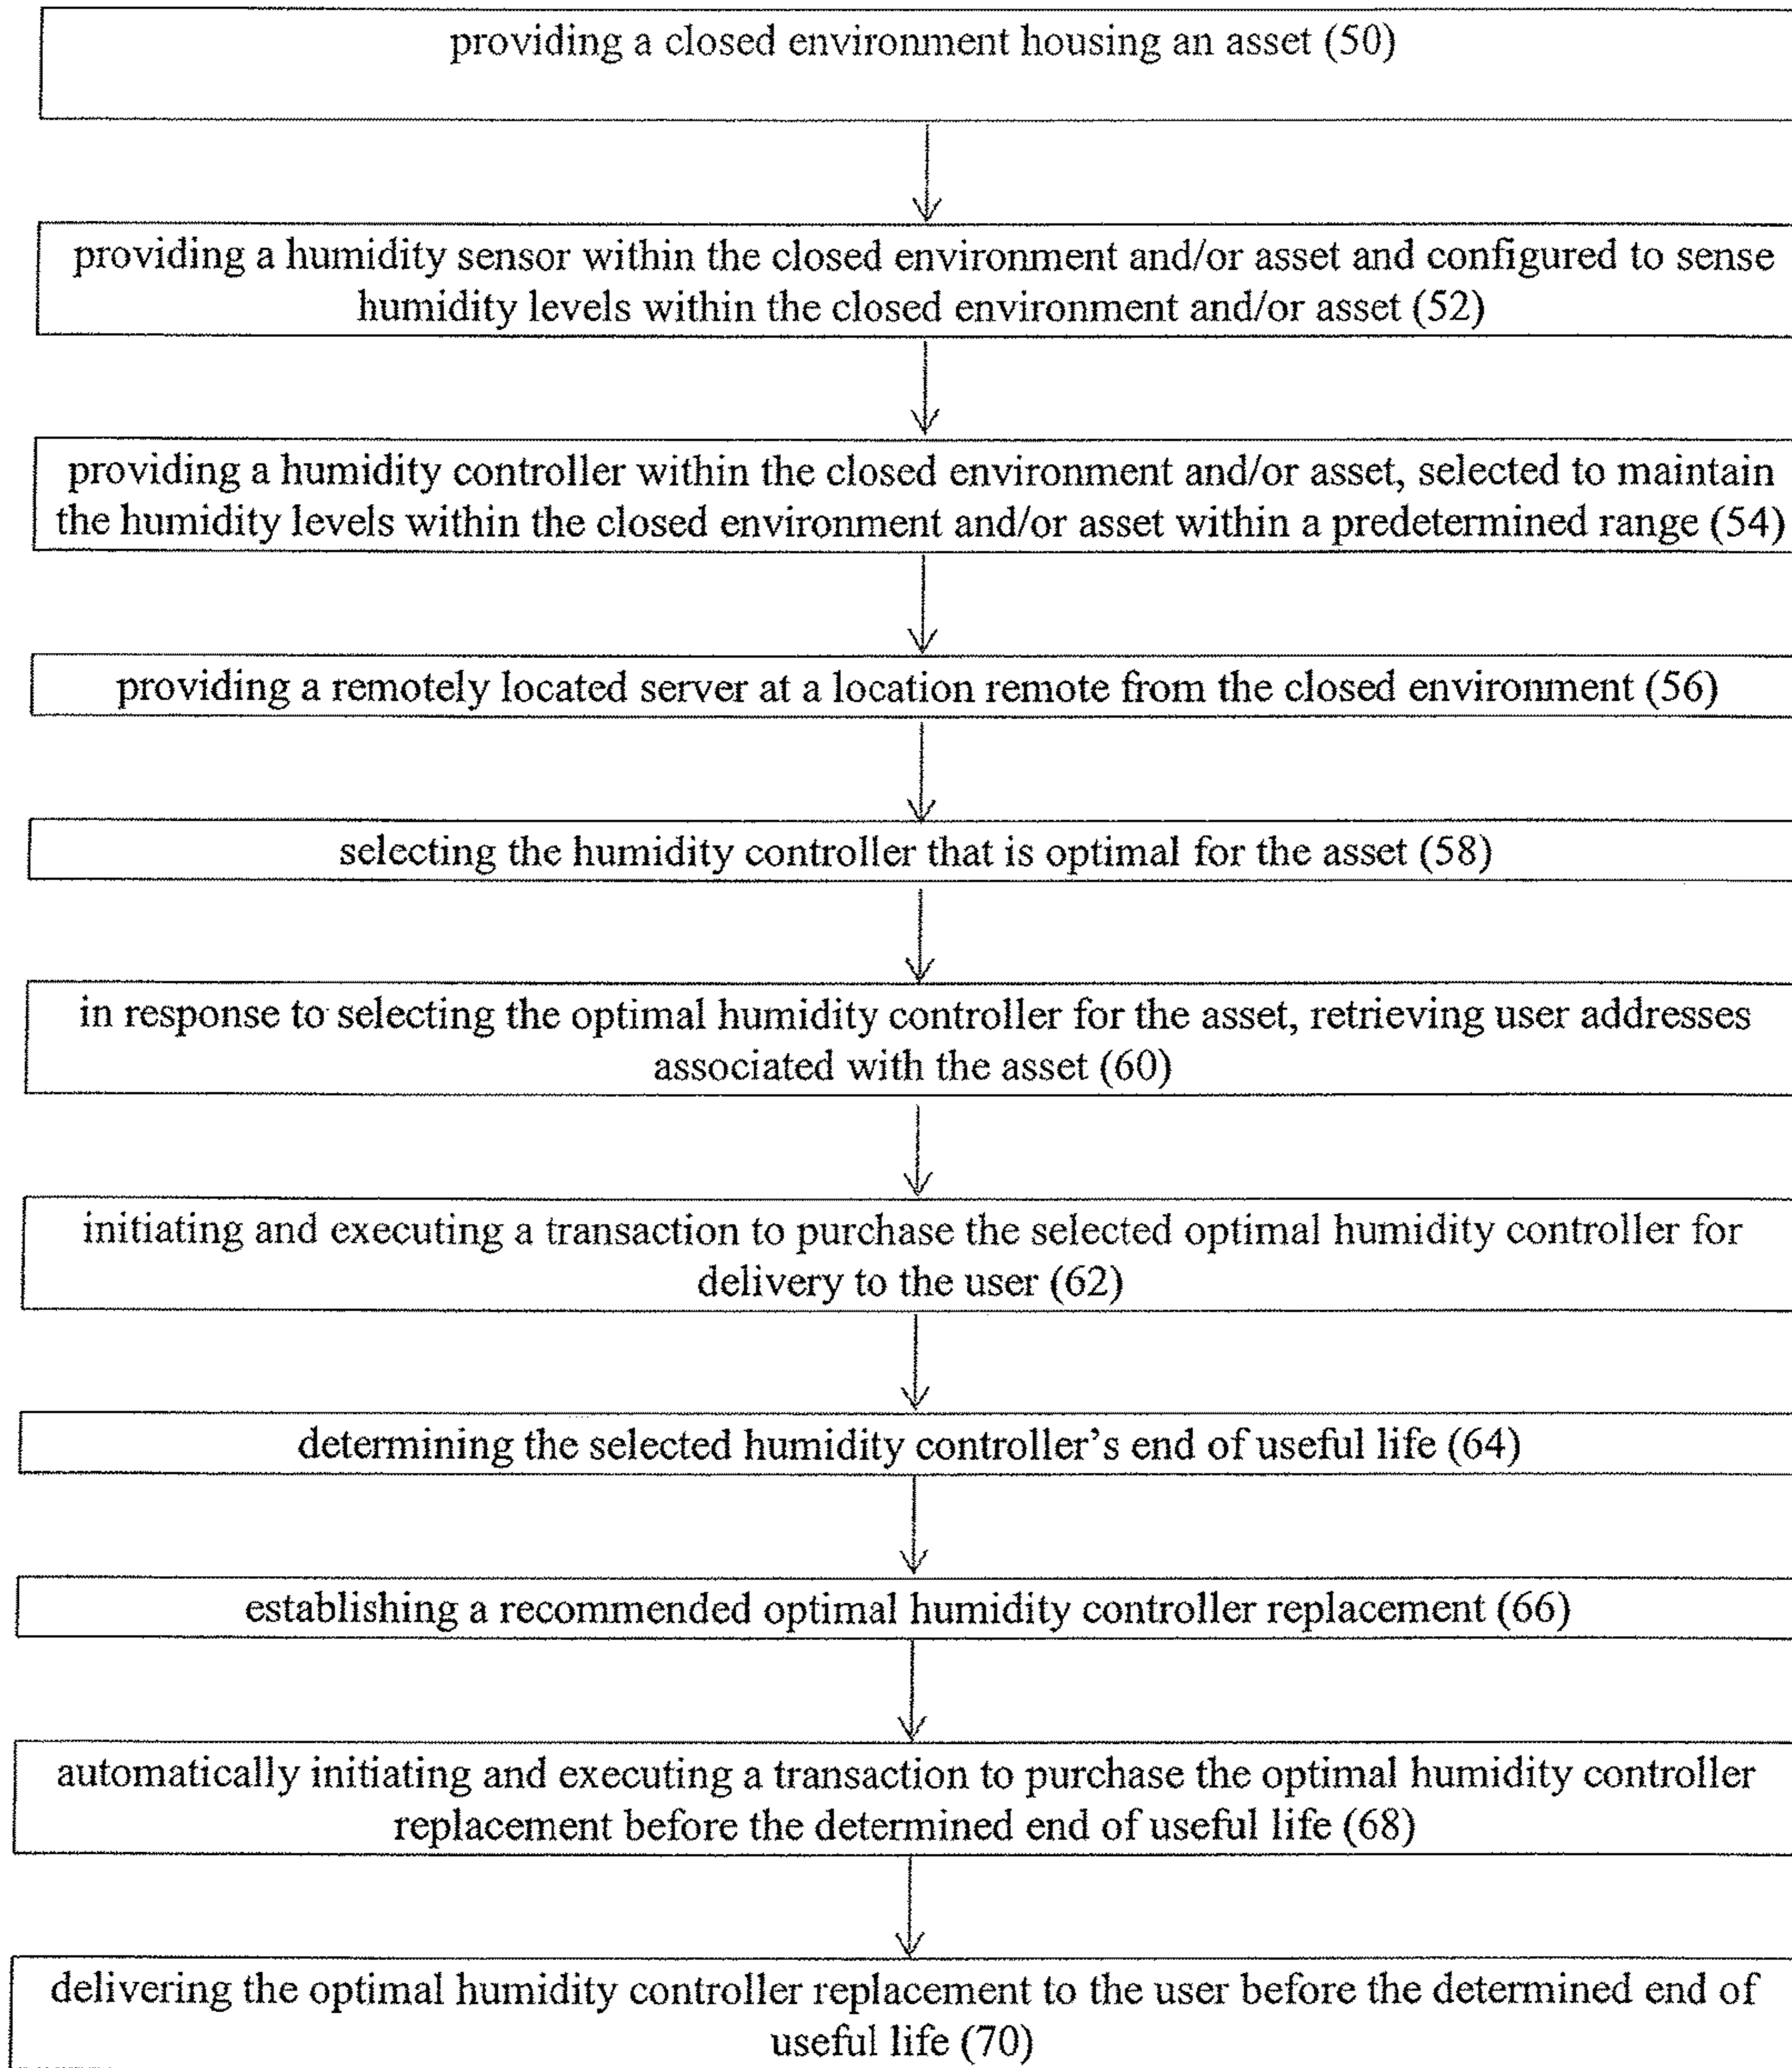 providing a closed environment housing an asset (50)
providing a humidity sensor within the closed environment and/or asset and configured to sense
humidity levels within the closed environment and/or asset (52)
providing a humidity controller within the closed environment and/or asset, selected to maintain
the humidity levels within the closed environment and/or asset within a predetermined range (54)
providing a remotely located server at a location remote from the closed environment (56)
selecting the humidity controller that is optimal for the asset (58)
in response to selecting the optimal humidity controller for the asset, retrieving user addresses
associated with the asset (60)
initiating and executing a transaction to purchase the selected optimal humidity controller for
delivery to the user (62)
determining the selected humidity controller's end of useful life (64)
establishing a recommended optimal humidity controller replacement (66)
automatically initiating and executing a transaction to purchase the optimal humidity controller
replacement before the determined end of useful life (68)
delivering the optimal humidity controller replacement to the user before the determined end of
useful life (70)